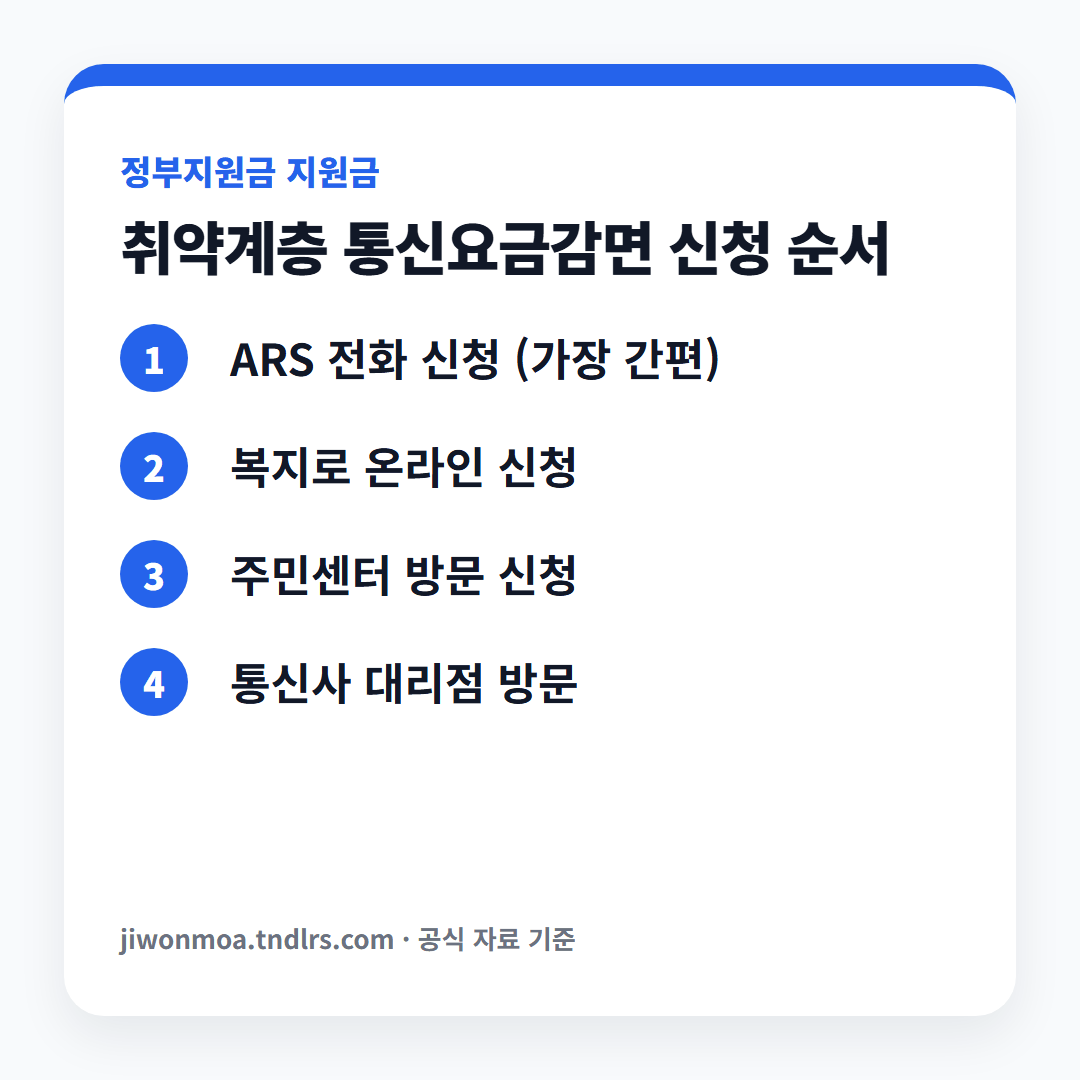 정부지원금 지원금
취약계층 통신요금감면 신청 순서
1 ARS 전화 신청 (가장 간편)
2 복지로 온라인 신청
3 주민센터 방문 신청
4 통신사 대리점 방문
jiwonmoa.tndlrs.com · 공식 자료 기준